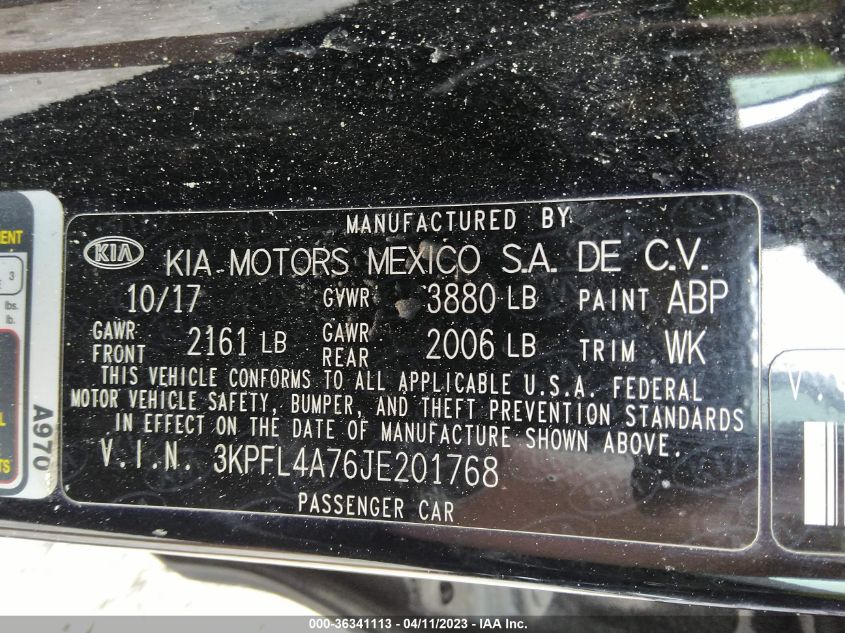 MANUFACTURED BY
KIA KIA MOTORS MEXICO S.A. DE C.V.
10/17 GVWR 3880 LB PAINT ABP
GAWR FRONT 2161 LB GAWR REAR 2006 LB TRIM WK
THIS VEHICLE CONFORMS TO ALL APPLICABLE U.S.A. FEDERAL
MOTOR VEHICLE SAFETY, BUMPER, AND THEFT PREVENTION STANDARDS
IN EFFECT ON THE DATE OF MANUFACTURE SHOWN ABOVE.
V.I.N. 3KPFL4A76JE201768
PASSENGER CAR
3
lbs.
lb.
A970
V.
000-36341113 - 04/11/2023 - IAA Inc.